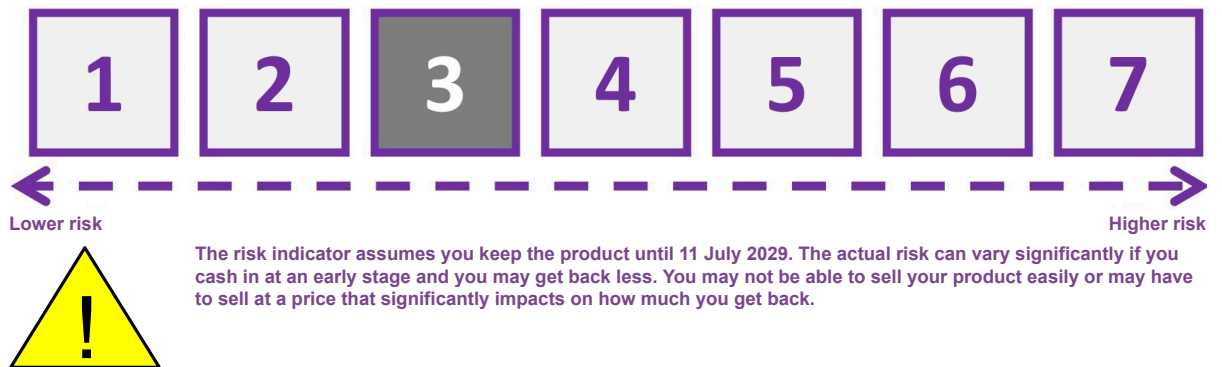 1 2 3 4 5 6 7
Lower risk Higher risk
The risk indicator assumes you keep the product until 11 July 2029. The actual risk can vary significantly if you
cash in at an early stage and you may get back less. You may not be able to sell your product easily or may have
to sell at a price that significantly impacts on how much you get back.
!